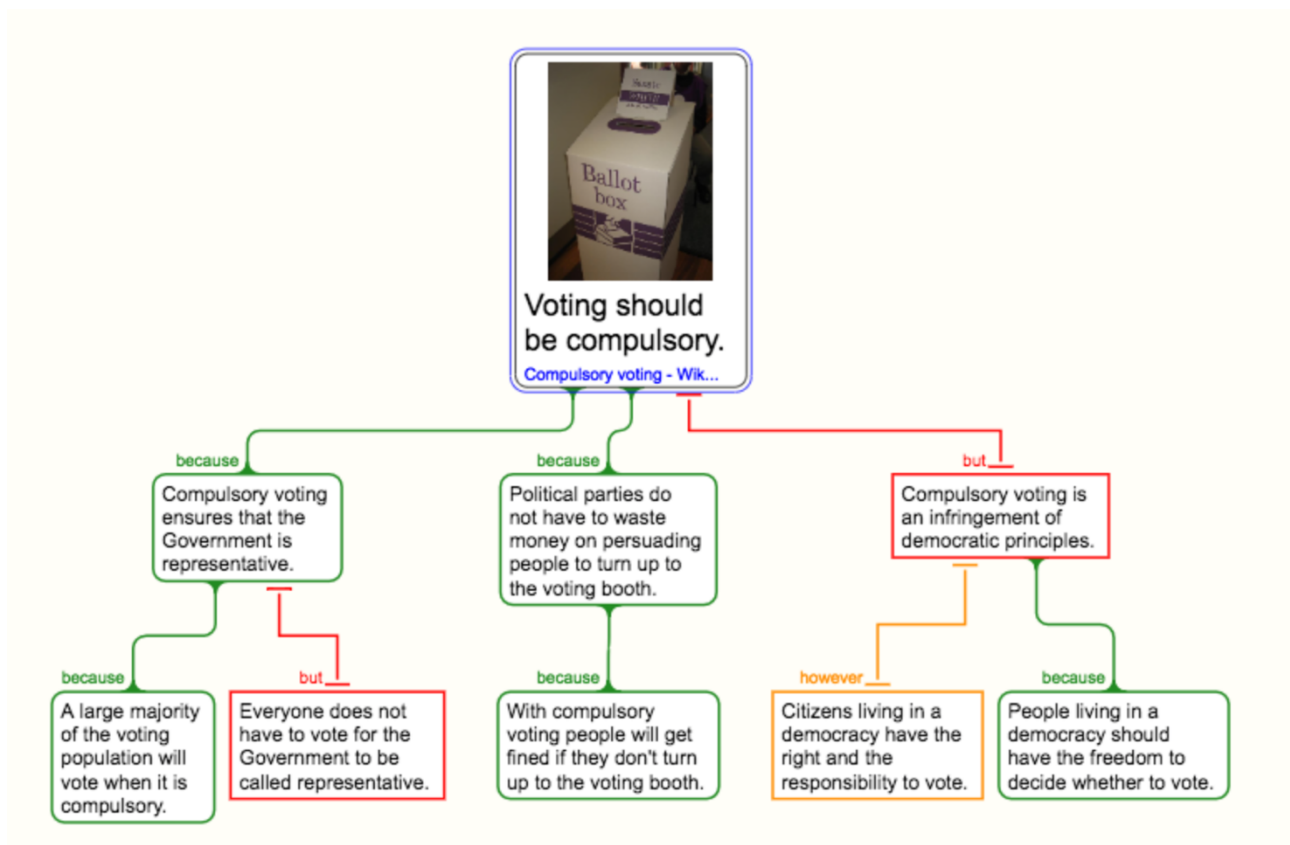 Ballot
box
Voting should
be compulsory.
Compulsory voting - Wik...
because
Compulsory voting
ensures that the
Government is
representative.
because
Political parties do
not have to waste
money on persuading
people to turn up to
the voting booth.
but
Compulsory voting is
an infringement of
democratic principles.
because
A large majority
of the voting
population will
vote when it is
compulsory.
but
Everyone does not
have to vote for the
Government to be
called representative.
because
With compulsory
voting people will get
fined if they don't turn
up to the voting booth.
however
Citizens living in a
democracy have the
right and the
responsibility to vote.
because
People living in a
democracy should
have the freedom to
decide whether to vote.